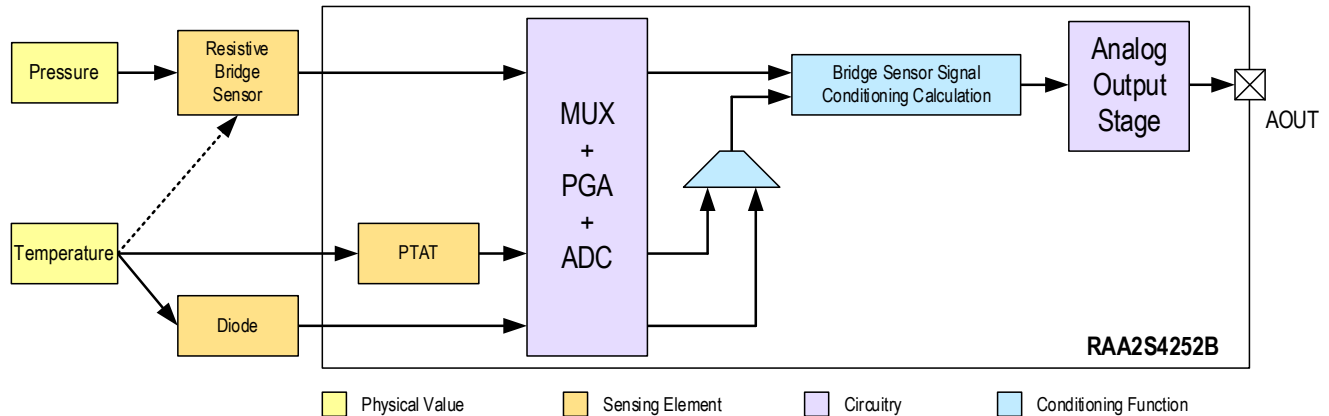 Pressure
Resistive
Bridge
Sensor
Temperature
PTAT
Diode
MUX
+
PGA
+
ADC
Bridge Sensor Signal
Conditioning Calculation
Analog
Output
Stage
AOUT
RAA2S4252B
Physical Value
Sensing Element
Circuitry
Conditioning Function